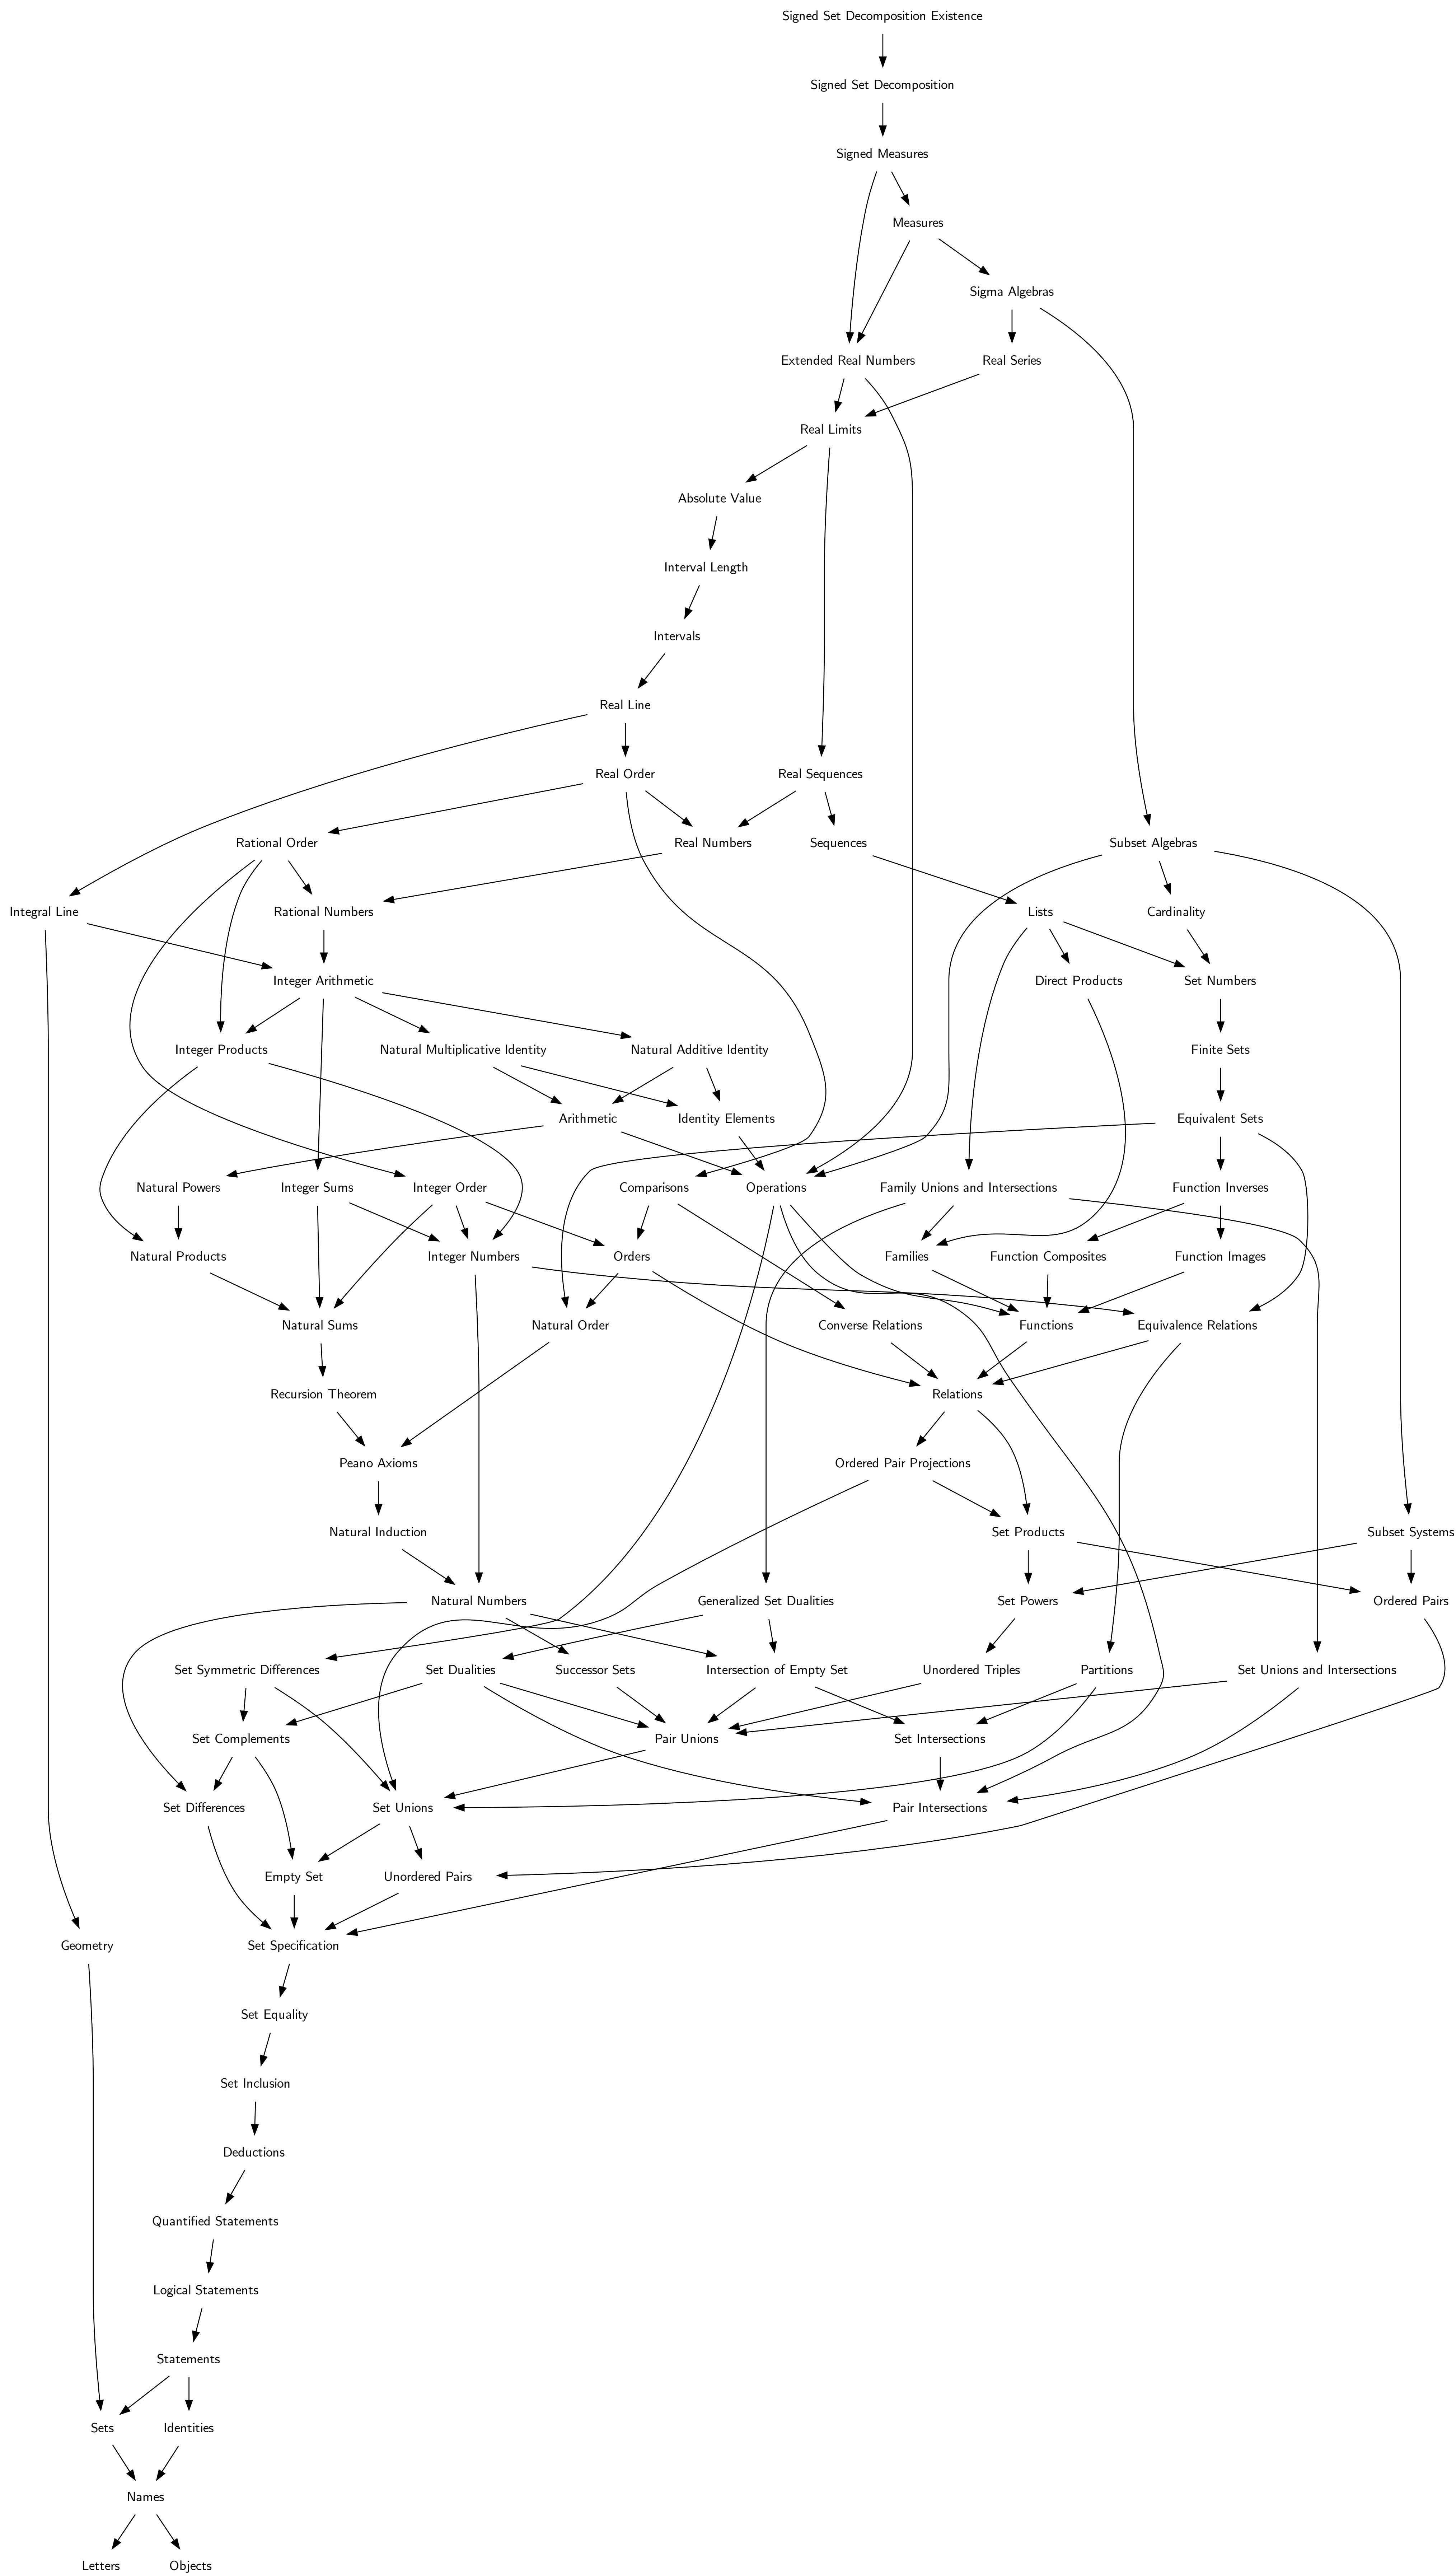 Signed Set Decomposition Existence
Signed Set Decomposition
Signed Measures
Measures
Sigma Algebras
Extended Real Numbers
Real Series
Real Limits
Absolute Value
Interval Length
Intervals
Real Line
Real Order
Real Sequences
Rational Order
Real Numbers
Sequences
Subset Algebras
Integral Line
Rational Numbers
Lists
Cardinality
Integer Arithmetic
Direct Products
Set Numbers
Integer Products
Natural Multiplicative Identity
Natural Additive Identity
Finite Sets
Arithmetic
Identity Elements
Equivalent Sets
Natural Powers
Integer Sums
Integer Order
Comparisons
Operations
Family Unions and Intersections
Function Inverses
Natural Products
Integer Numbers
Orders
Families
Function Composites
Function Images
Natural Sums
Natural Order
Converse Relations
Functions
Equivalence Relations
Recursion Theorem
Relations
Peano Axioms
Ordered Pair Projections
Natural Induction
Set Products
Subset Systems
Natural Numbers
Generalized Set Dualities
Set Powers
Ordered Pairs
Set Symmetric Differences
Set Dualities
Successor Sets
Intersection of Empty Set
Unordered Triples
Partitions
Set Unions and Intersections
Set Complements
Pair Unions
Set Intersections
Set Differences
Set Unions
Pair Intersections
Empty Set
Unordered Pairs
Geometry
Set Specification
Set Equality
Set Inclusion
Deductions
Quantified Statements
Logical Statements
Statements
Sets
Identities
Names
Letters
Objects